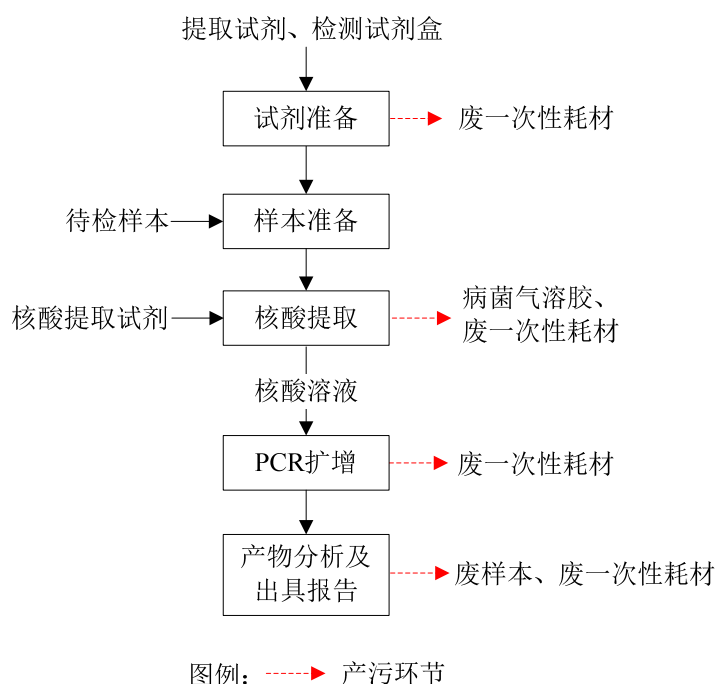 提取试剂、检测试剂盒
试剂准备
废一次性耗材
待检样本
样本准备
核酸提取试剂
核酸提取
病菌气溶胶、
废一次性耗材
核酸溶液
PCR扩增
废一次性耗材
产物分析及
出具报告
废样本、废一次性耗材
图例：
产污环节